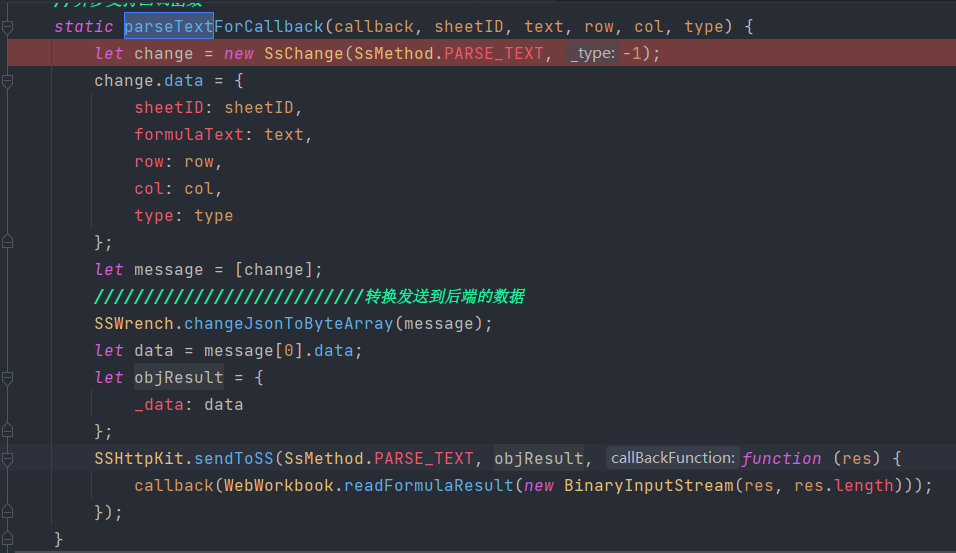 static parseTextForCallback(callback, sheetID, text, row, col, type) {
let change = new SsChange(SsMethod.PARSE_TEXT, _type: -1);
change.data = {
sheetID: sheetID,
formulaText: text,
row: row,
col: col,
type: type
};
let message = [change];
///////////////////////////转换发送到后端的数据
SSWrench.changeJsonToByteArray(message);
let data = message[0].data;
let objResult = {
_data: data
};
SSHttpKit.sendToSS(SsMethod.PARSE_TEXT, objResult, callBackFunction: function (res) {
callback(WebWorkbook.readFormulaResult(new BinaryInputStream(res, res.length)));
});
}